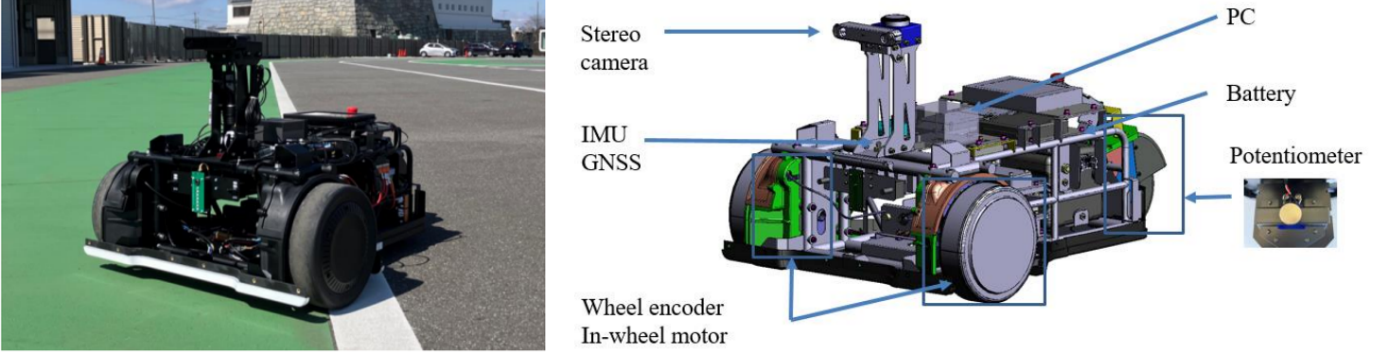 Stereo
camera
IMU
GNSS
Wheel encoder
In-wheel motor
PC
Battery
Potentiometer